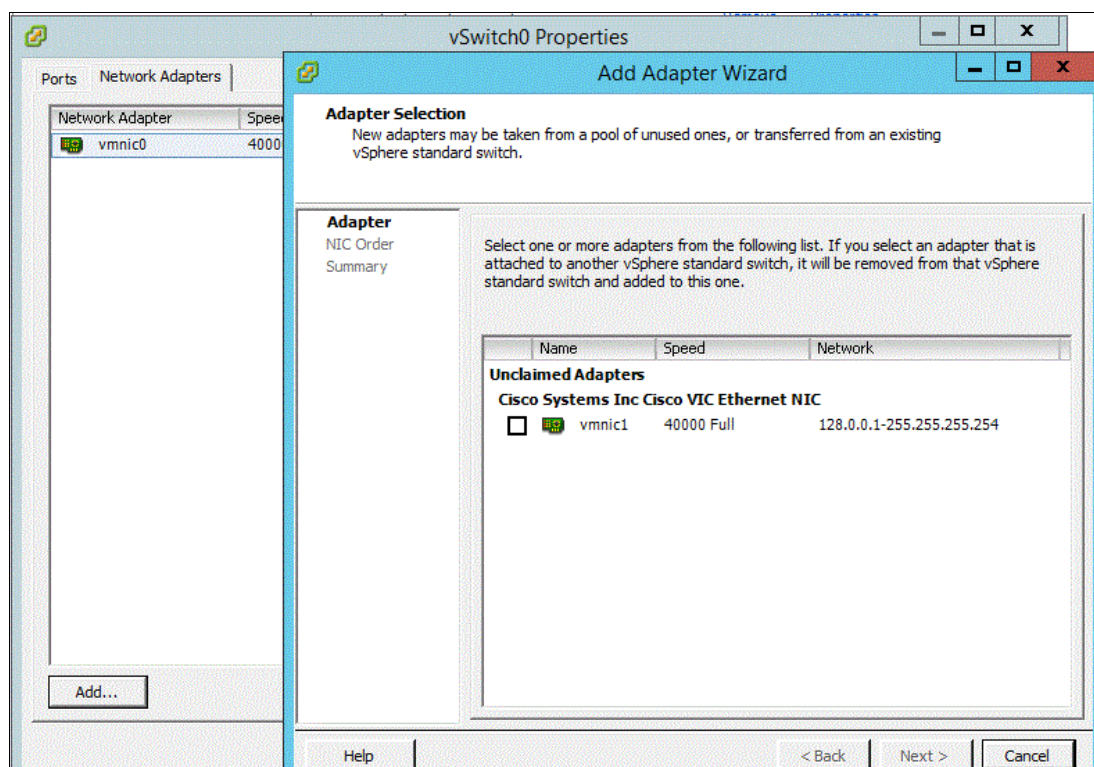 vSwitch0 Properties
Ports
Network Adapters
Network Adapter
vmnic0
4000
Add...
Add Adapter Wizard
Adapter Selection
New adapters may be taken from a pool of unused ones, or transferred from an existing
vSphere standard switch.
Adapter
NIC Order
Summary
Select one or more adapters from the following list. If you select an adapter that is
attached to another vSphere standard switch, it will be removed from that vSphere
standard switch and added to this one.
Name Speed Network
Unclaimed Adapters
Cisco Systems Inc Cisco VIC Ethernet NIC
vmnic1 40000 Full 128.0.0.1-255.255.255.254
Help
< Back
Next >
Cancel